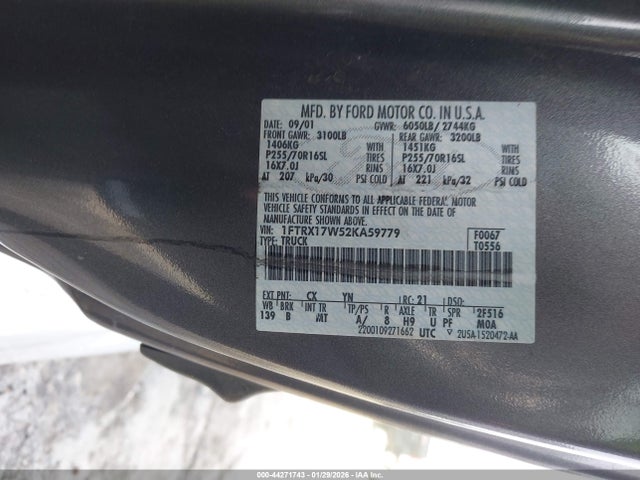 MFD. BY FORD MOTOR CO. IN U.S.A.
DATE: 09/01 GVWR: 6050LB/ 2744KG
FRONT GAWR: 3100LB REAR GAWR: 3200LB
1406KG WITH 1451KG WITH
P255/70R16SL TIRES P255/70R16SL TIRES
16X7.0J RIMS 16X7.0J RIMS
AT 207 kPa/30 PSI COLD AT 221 kPa/32 PSI COLD
THIS VEHICLE CONFORMS TO ALL APPLICABLE FEDERAL MOTOR
VEHICLE SAFETY STANDARDS IN EFFECT ON THE DATE OF
MANUFACTURE SHOWN ABOVE.
VIN: 1FTRX17W52KA59779 F0067
TYPE: TRUCK T0556
EXT PNT: CX YN RC: 21 DSO:
WB BRK INT TR TP/PS R AXLE TR SPR 2F516
139 B MT A/ 8 H9 U PF MOA
2200109271662 UTC 2U5A-1520472-AA
000-44271743 | 01/29/2026 - IAA Inc.